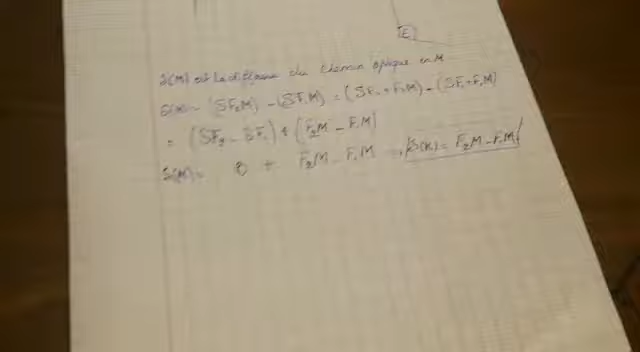 E
δ(M) est la différence du chemin optique en M
δ(M) = (SF₂M) - (SF₁M) = (SF₂ + F₂M) - (SF₁ + F₁M)
= (SF₂ - SF₁) + (F₂M - F₁M)
δ(M) = 0 + F₂M - F₁M δ(M) = F₂M - F₁M